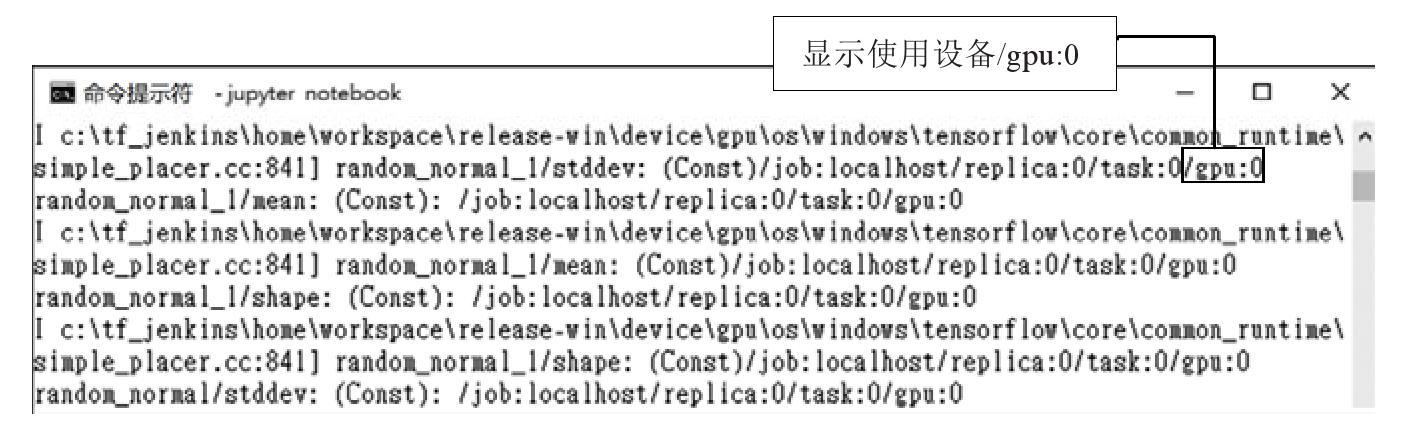 显示使用设备/gpu:0
命令提示符 - jupyter notebook
I c:\tf_jenkins\home\workspace\release-win\device\gpu\os\windows\tensorflow\core\common_runtime\
simple_placer.cc:841] random_normal_1/stddev: (Const)/job:localhost/replica:0/task:0/gpu:0
random_normal_1/mean: (Const): /job:localhost/replica:0/task:0/gpu:0
I c:\tf_jenkins\home\workspace\release-win\device\gpu\os\windows\tensorflow\core\common_runtime\
simple_placer.cc:841] random_normal_1/mean: (Const)/job:localhost/replica:0/task:0/gpu:0
random_normal_1/shape: (Const): /job:localhost/replica:0/task:0/gpu:0
I c:\tf_jenkins\home\workspace\release-win\device\gpu\os\windows\tensorflow\core\common_runtime\
simple_placer.cc:841] random_normal_1/shape: (Const)/job:localhost/replica:0/task:0/gpu:0
random_normal/stddev: (Const): /job:localhost/replica:0/task:0/gpu:0